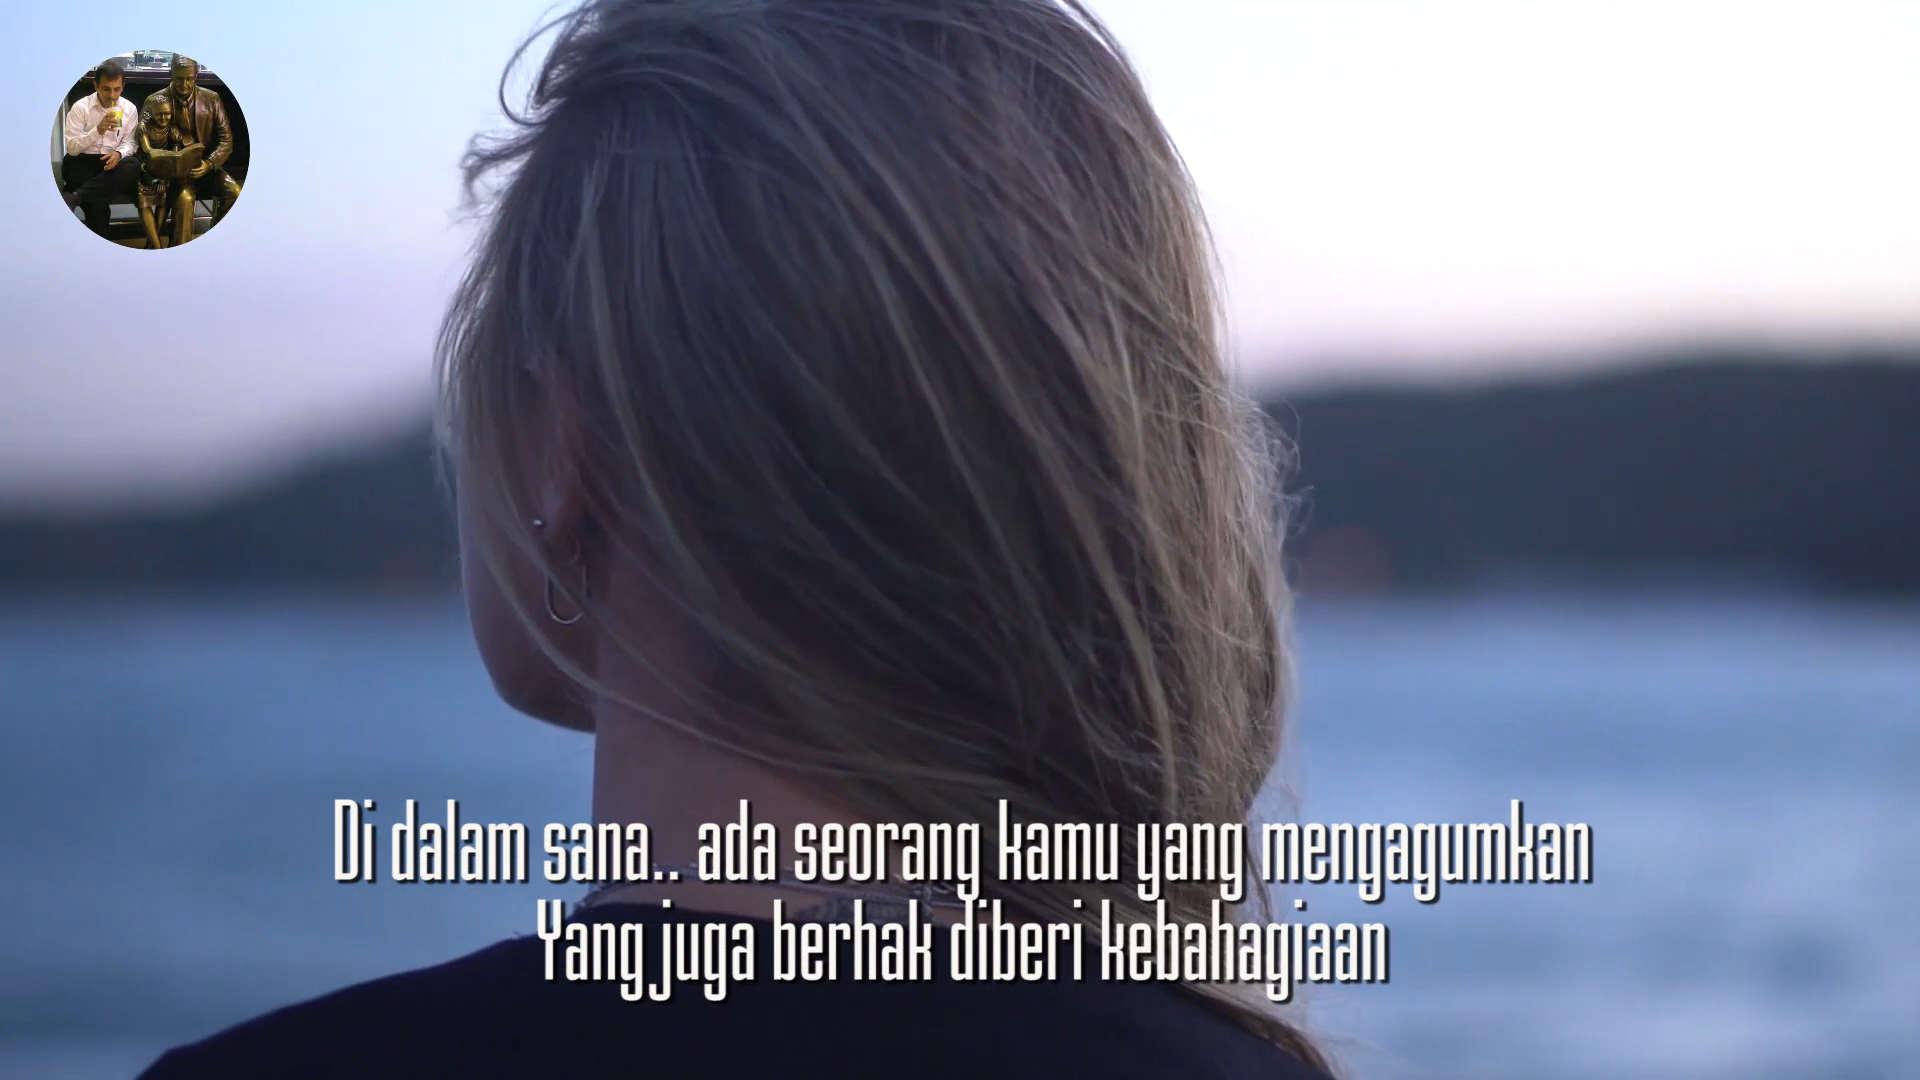 Di dalam sana.. ada seorang kamu yang mengagumkan
Yang juga berhak diberi kebahagiaan